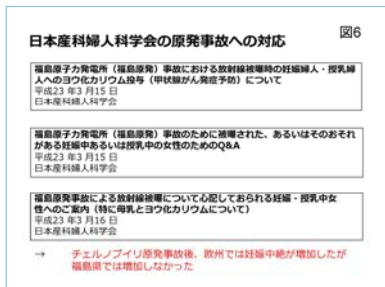 図6
日本産科婦人科学会の原発事故への対応
福島原子力発電所（福島原発）事故における放射線被曝時の妊娠婦人・授乳婦
人へのヨウ化カリウム投与（甲状腺がん発症予防）について
平成23年3月15日
日本産科婦人科学会
福島原子力発電所（福島原発）事故のために被曝された、あるいはそのおそれ
がある妊娠中あるいは授乳中の女性のためのQ&A
平成23年3月15日
日本産科婦人科学会
福島原発事故による放射線被曝について心配しておられる妊娠・授乳中女
性へのご案内（特に母乳とヨウ化カリウムについて）
平成23年3月16日
日本産科婦人科学会
→ チェルノブイリ原発事故後、欧州では妊娠中絶が増加したが
福島県では増加しなかった